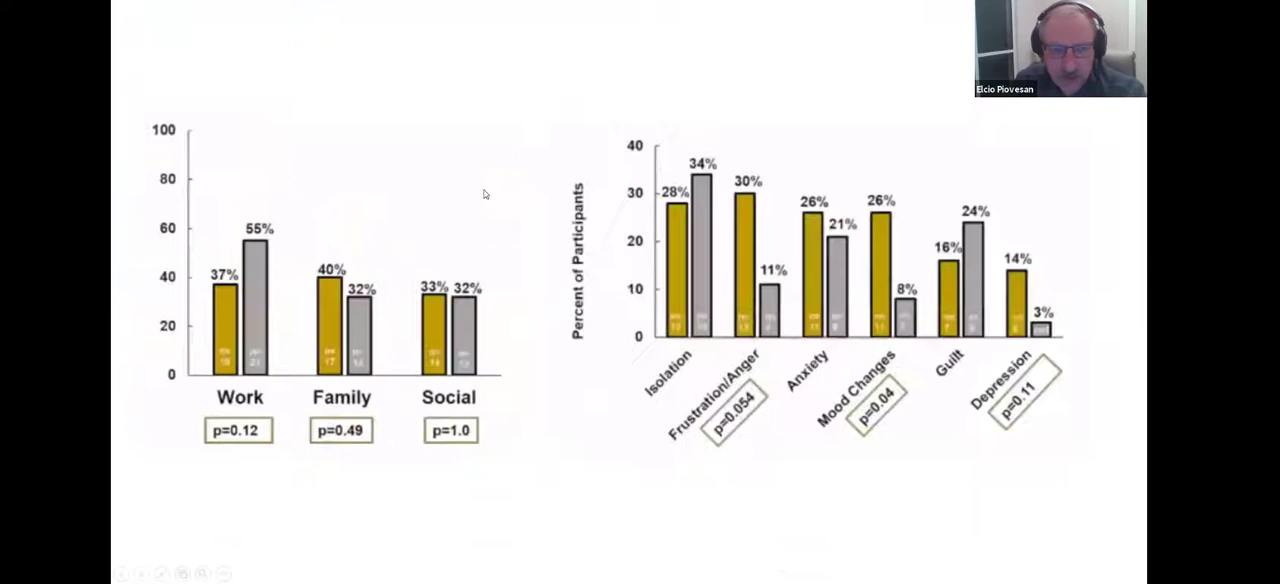 Elcio Piovesan
100
80
60
40
20
0
37%
55%
40%
32%
33%
32%
Work
Family
Social
p=0.12
p=0.49
p=1.0
Percent of Participants
40
30
20
10
0
28%
34%
30%
11%
26%
21%
26%
8%
16%
24%
14%
3%
Isolation
Frustration/Anger
Anxiety
Mood Changes
Guilt
Depression
p=0.054
p=0.04
p=0.11